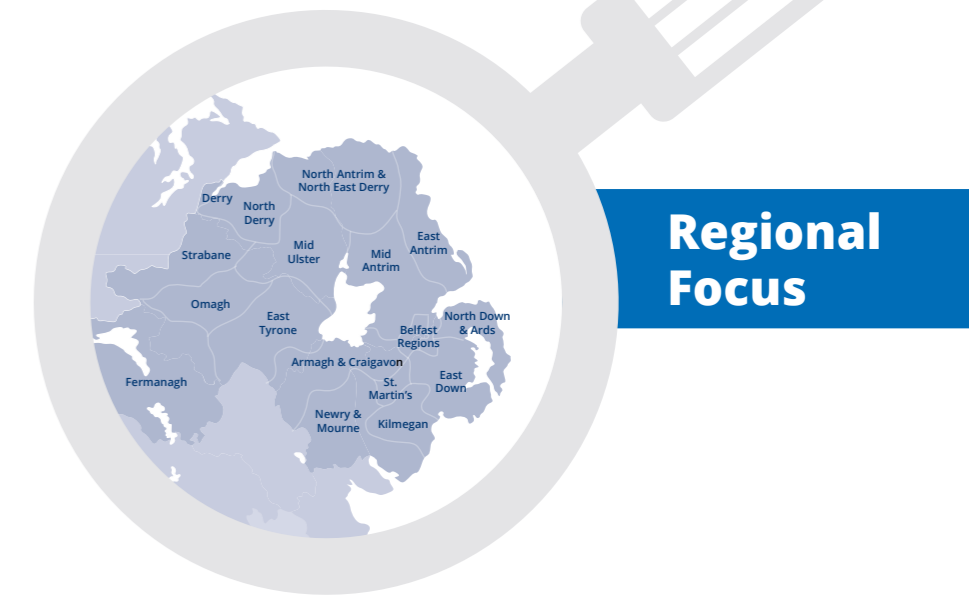 North Antrim &
North East Derry
Derry
North
Derry
East
Antrim
Mid
Ulster
Mid
Antrim
Strabane
Omagh
East
Tyrone
North Down
& Ards
Belfast
Regions
Armagh & Craigavon
Fermanagh
St.
Martin's
East
Down
Newry &
Mourne
Kilmegan
Regional
Focus